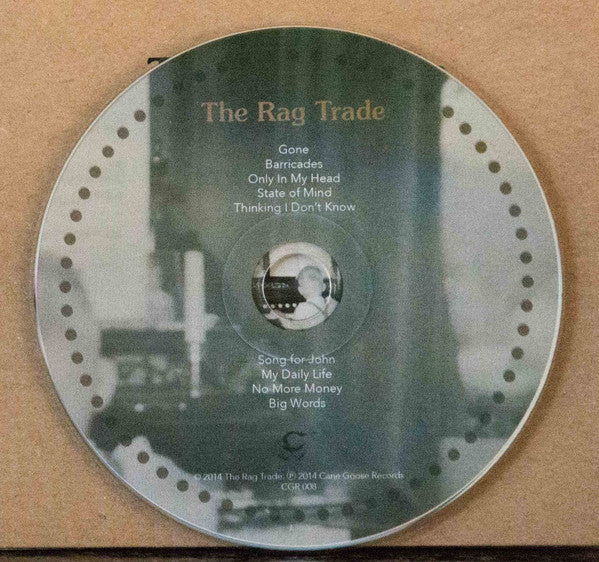 The Rag Trade
Gone
Barricades
Only In My Head
State of Mind
Thinking I Don't Know
Song for John
My Daily Life
No More Money
Big Words
C
© 2014 The Rag Trade. ℗ 2014 Cane Goose Records
CGR 008